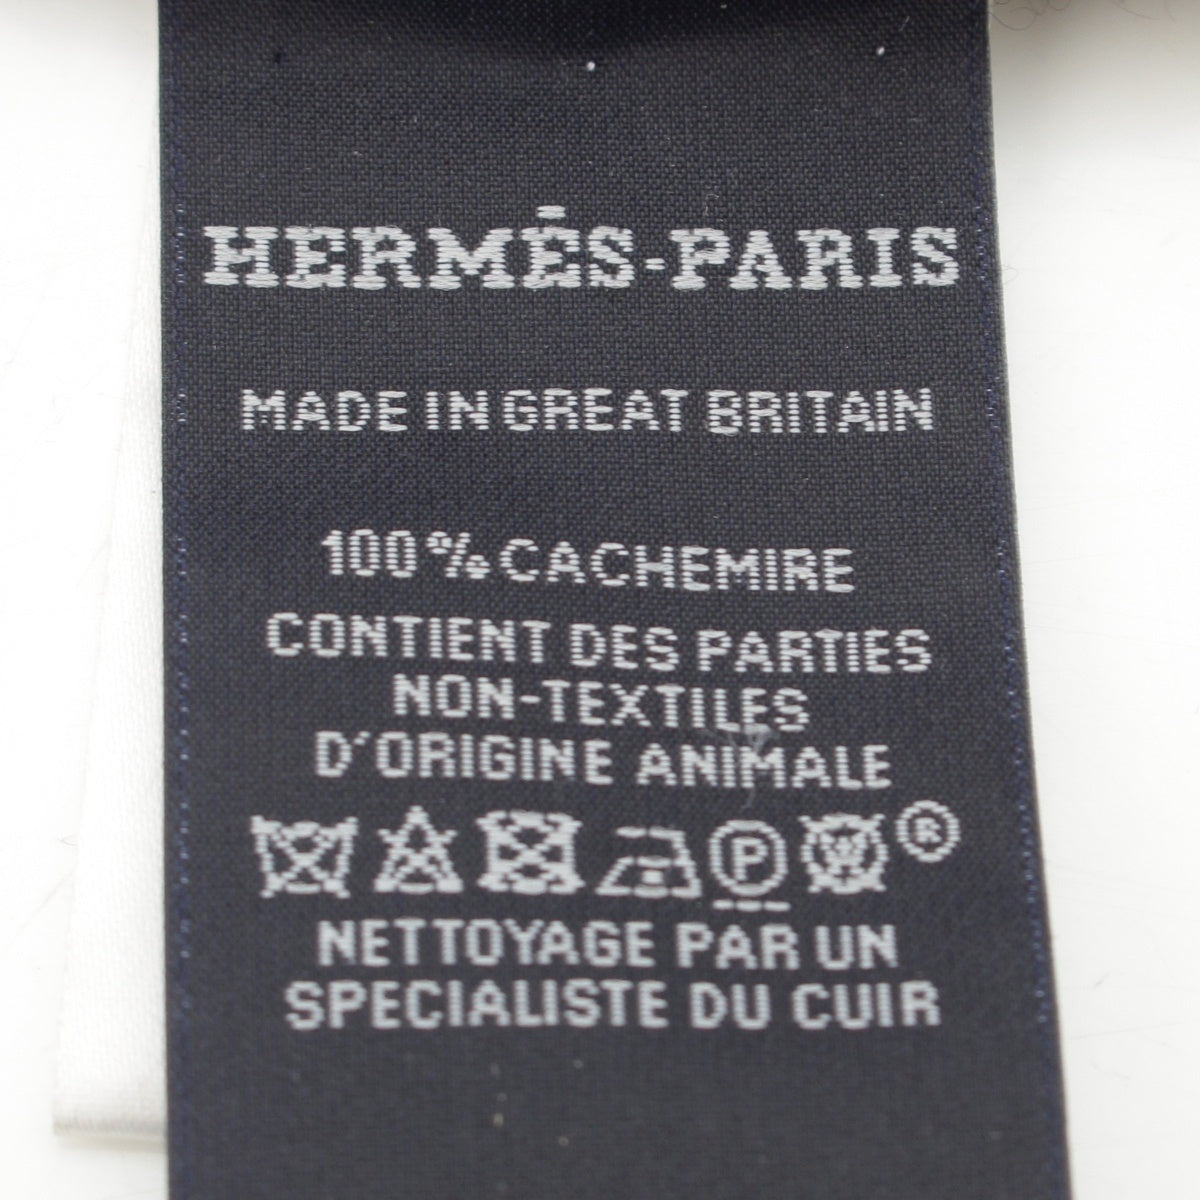 HERMÈS-PARIS
MADE IN GREAT BRITAIN
100% CACHEMIRE
CONTIENT DES PARTIES
NON-TEXTILES
D'ORIGINE ANIMALE
P W ®
NETTOYAGE PAR UN
SPECIALISTE DU CUIR